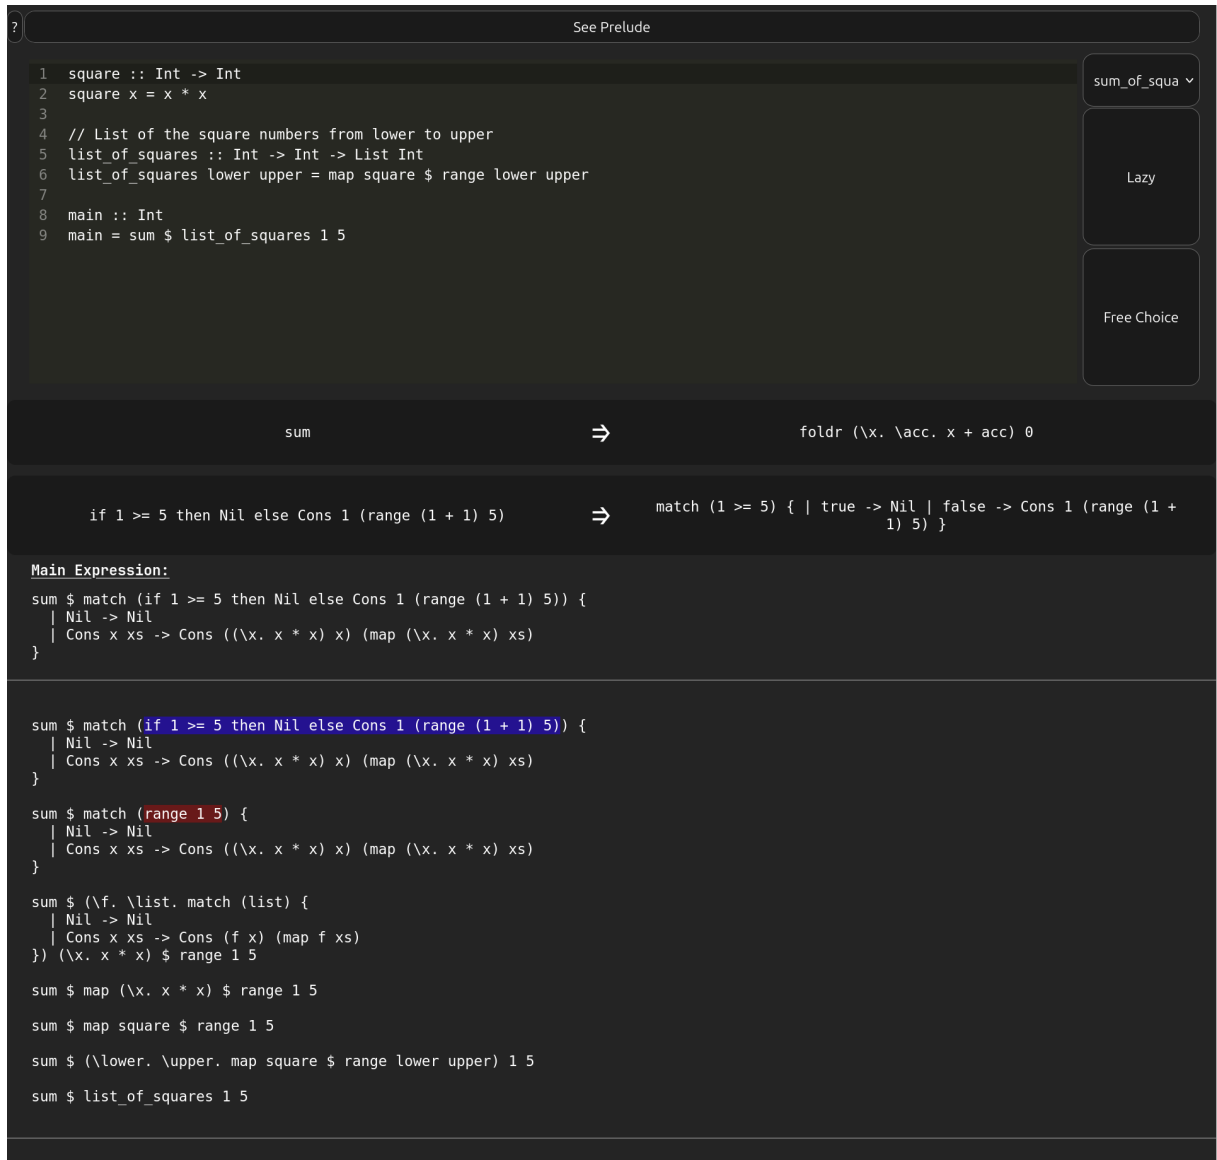 ?
See Prelude
1 square :: Int -> Int
2 square x = x * x
3
4 // List of the square numbers from lower to upper
5 list_of_squares :: Int -> Int -> List Int
6 list_of_squares lower upper = map square $ range lower upper
7
8 main :: Int
9 main = sum $ list_of_squares 1 5
sum_of_squa
Lazy
Free Choice
sum ⇒ foldr (\x. \acc. x + acc) 0
if 1 >= 5 then Nil else Cons 1 (range (1 + 1) 5) ⇒ match (1 >= 5) { | true -> Nil | false -> Cons 1 (range (1 +
1) 5) }
Main Expression:
sum $ match (if 1 >= 5 then Nil else Cons 1 (range (1 + 1) 5)) {
  | Nil -> Nil
  | Cons x xs -> Cons ((\x. x * x) x) (map (\x. x * x) xs)
}
sum $ match (if 1 >= 5 then Nil else Cons 1 (range (1 + 1) 5)) {
  | Nil -> Nil
  | Cons x xs -> Cons ((\x. x * x) x) (map (\x. x * x) xs)
}
sum $ match (range 1 5) {
  | Nil -> Nil
  | Cons x xs -> Cons ((\x. x * x) x) (map (\x. x * x) xs)
}
sum $ (\f. \list. match (list) {
  | Nil -> Nil
  | Cons x xs -> Cons (f x) (map f xs)
}) (\x. x * x) $ range 1 5
sum $ map (\x. x * x) $ range 1 5
sum $ map square $ range 1 5
sum $ (\lower. \upper. map square $ range lower upper) 1 5
sum $ list_of_squares 1 5